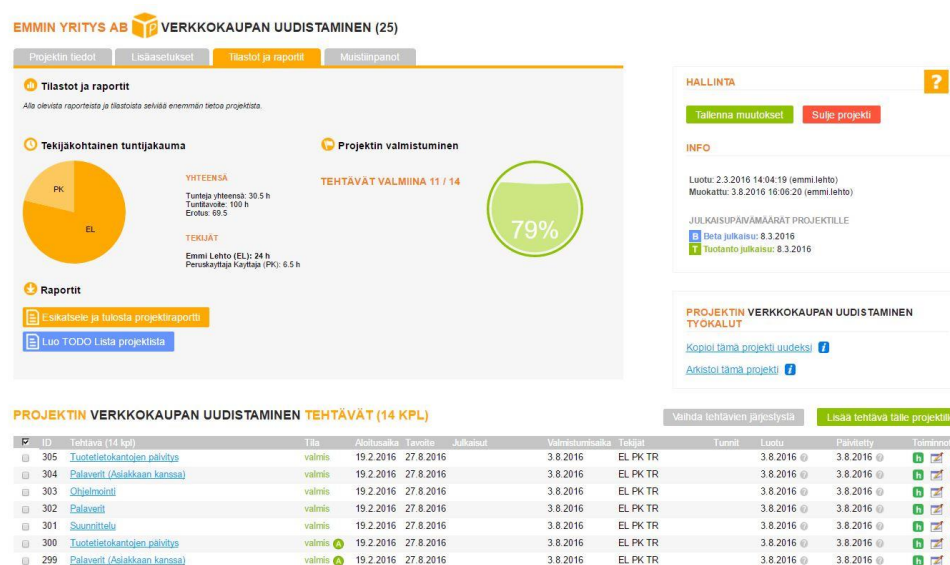 EMMIN YRITYS AB VERKKOKAUPAN UUDISTAMINEN (25)
Projektin tiedot Lisäasetukset Tilastot ja raportit Muistiinpanot
Tilastot ja raportit
Alla olevista raporteista ja tilastoista selviää enemmän tietoa projektista.
Tekijäkohtainen tuntijakauma
PK
EL
YHTEENSÄ
Tunteja yhteensä: 30.5 h
Tuntitavoite: 100 h
Erotus: 69.5
TEKIJÄT
Emmi Lehto (EL): 24 h
Peruskayttaja Kayttaja (PK): 6.5 h
Projektin valmistuminen
TEHTÄVÄT VALMIINA 11 / 14
79%
Raportit
Esikatsele ja tulosta projektiraportti
Luo TODO Lista projektista
HALLINTA
?
Tallenna muutokset Sulje projekti
INFO
Luotu: 2.3.2016 14:04:19 (emmi.lehto)
Muokattu: 3.8.2016 16:06:20 (emmi.lehto)
JULKAISUPÄIVÄMÄÄRÄT PROJEKTILLE
B Beta julkaisu: 8.3.2016
T Tuotanto julkaisu: 8.3.2016
PROJEKTIN VERKKOKAUPAN UUDISTAMINEN
TYÖKALUT
Kopioi tämä projekti uudeksi i
Arkistoi tämä projekti i
PROJEKTIN VERKKOKAUPAN UUDISTAMINEN TEHTÄVÄT (14 KPL)
Vaihda tehtävien järjestystä Lisää tehtävä tälle projektille
ID Tehtävä (14 kpl) Tila Aloitusaika Tavoite Julkaisut Valmistumisaika Tekijät Tunnit Luotu Päivitetty Toiminnot
305 Tuotetietokantojen päivitys valmis 19.2.2016 27.8.2016 3.8.2016 EL PK TR 3.8.2016 3.8.2016 h
304 Palaverit (Asiakkaan kanssa) valmis 19.2.2016 27.8.2016 3.8.2016 EL PK TR 3.8.2016 3.8.2016 h
303 Ohjelmointi valmis 19.2.2016 27.8.2016 3.8.2016 EL PK TR 3.8.2016 3.8.2016 h
302 Palaverit valmis 19.2.2016 27.8.2016 3.8.2016 EL PK TR 3.8.2016 3.8.2016 h
301 Suunnittelu valmis 19.2.2016 27.8.2016 3.8.2016 EL PK TR 3.8.2016 3.8.2016 h
300 Tuotetietokantojen päivitys valmis A 19.2.2016 27.8.2016 3.8.2016 EL PK TR 3.8.2016 3.8.2016 h
299 Palaverit (Asiakkaan kanssa) valmis A 19.2.2016 27.8.2016 3.8.2016 EL PK TR 3.8.2016 3.8.2016 h